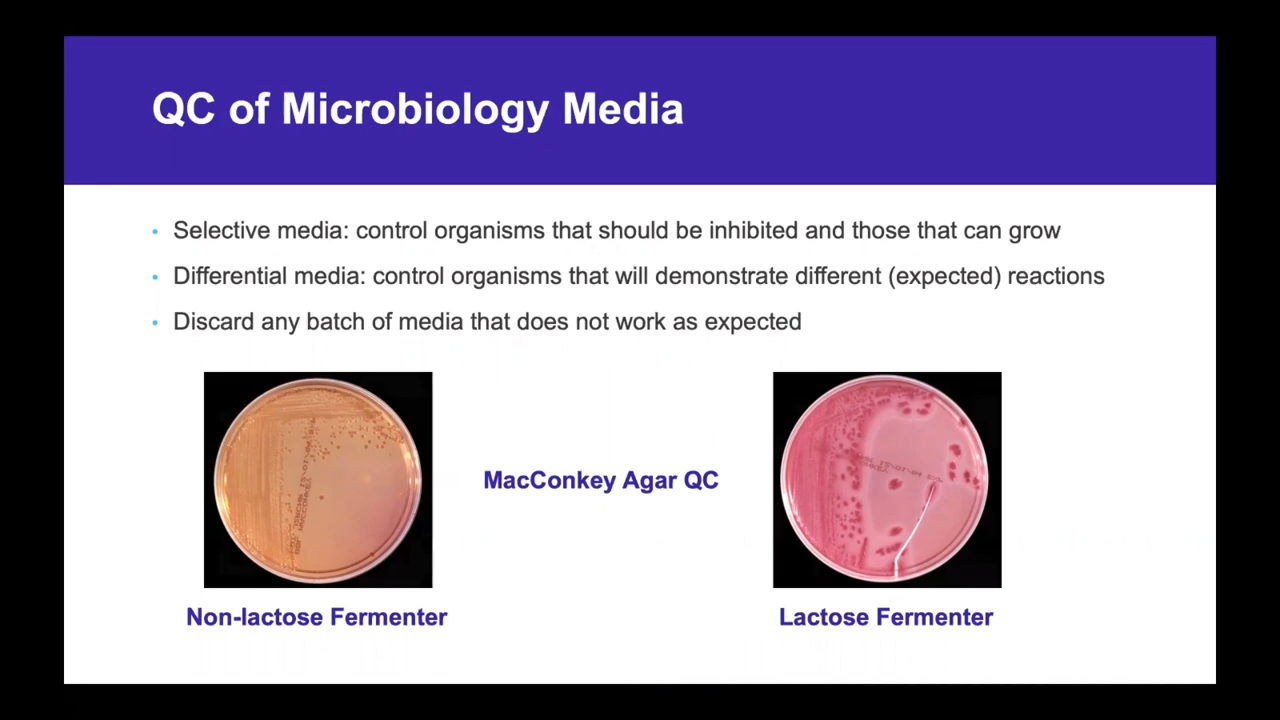 QC of Microbiology Media
• Selective media: control organisms that should be inhibited and those that can grow
• Differential media: control organisms that will demonstrate different (expected) reactions
• Discard any batch of media that does not work as expected
MacConkey Agar QC
Non-lactose Fermenter
Lactose Fermenter